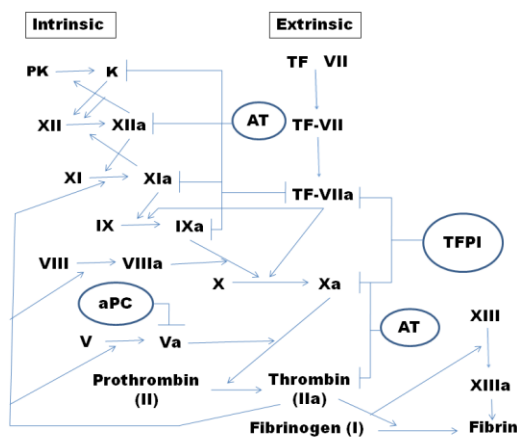 Intrinsic Extrinsic
PK K TF VII
XII XIIa AT TF-VII
XI XIa TF-VIIa
IX IXa TFPI
VIII VIIIa X Xa
aPC XIII
V Va AT
Prothrombin Thrombin XIIIa
(II) (IIa)
Fibrinogen (I) Fibrin